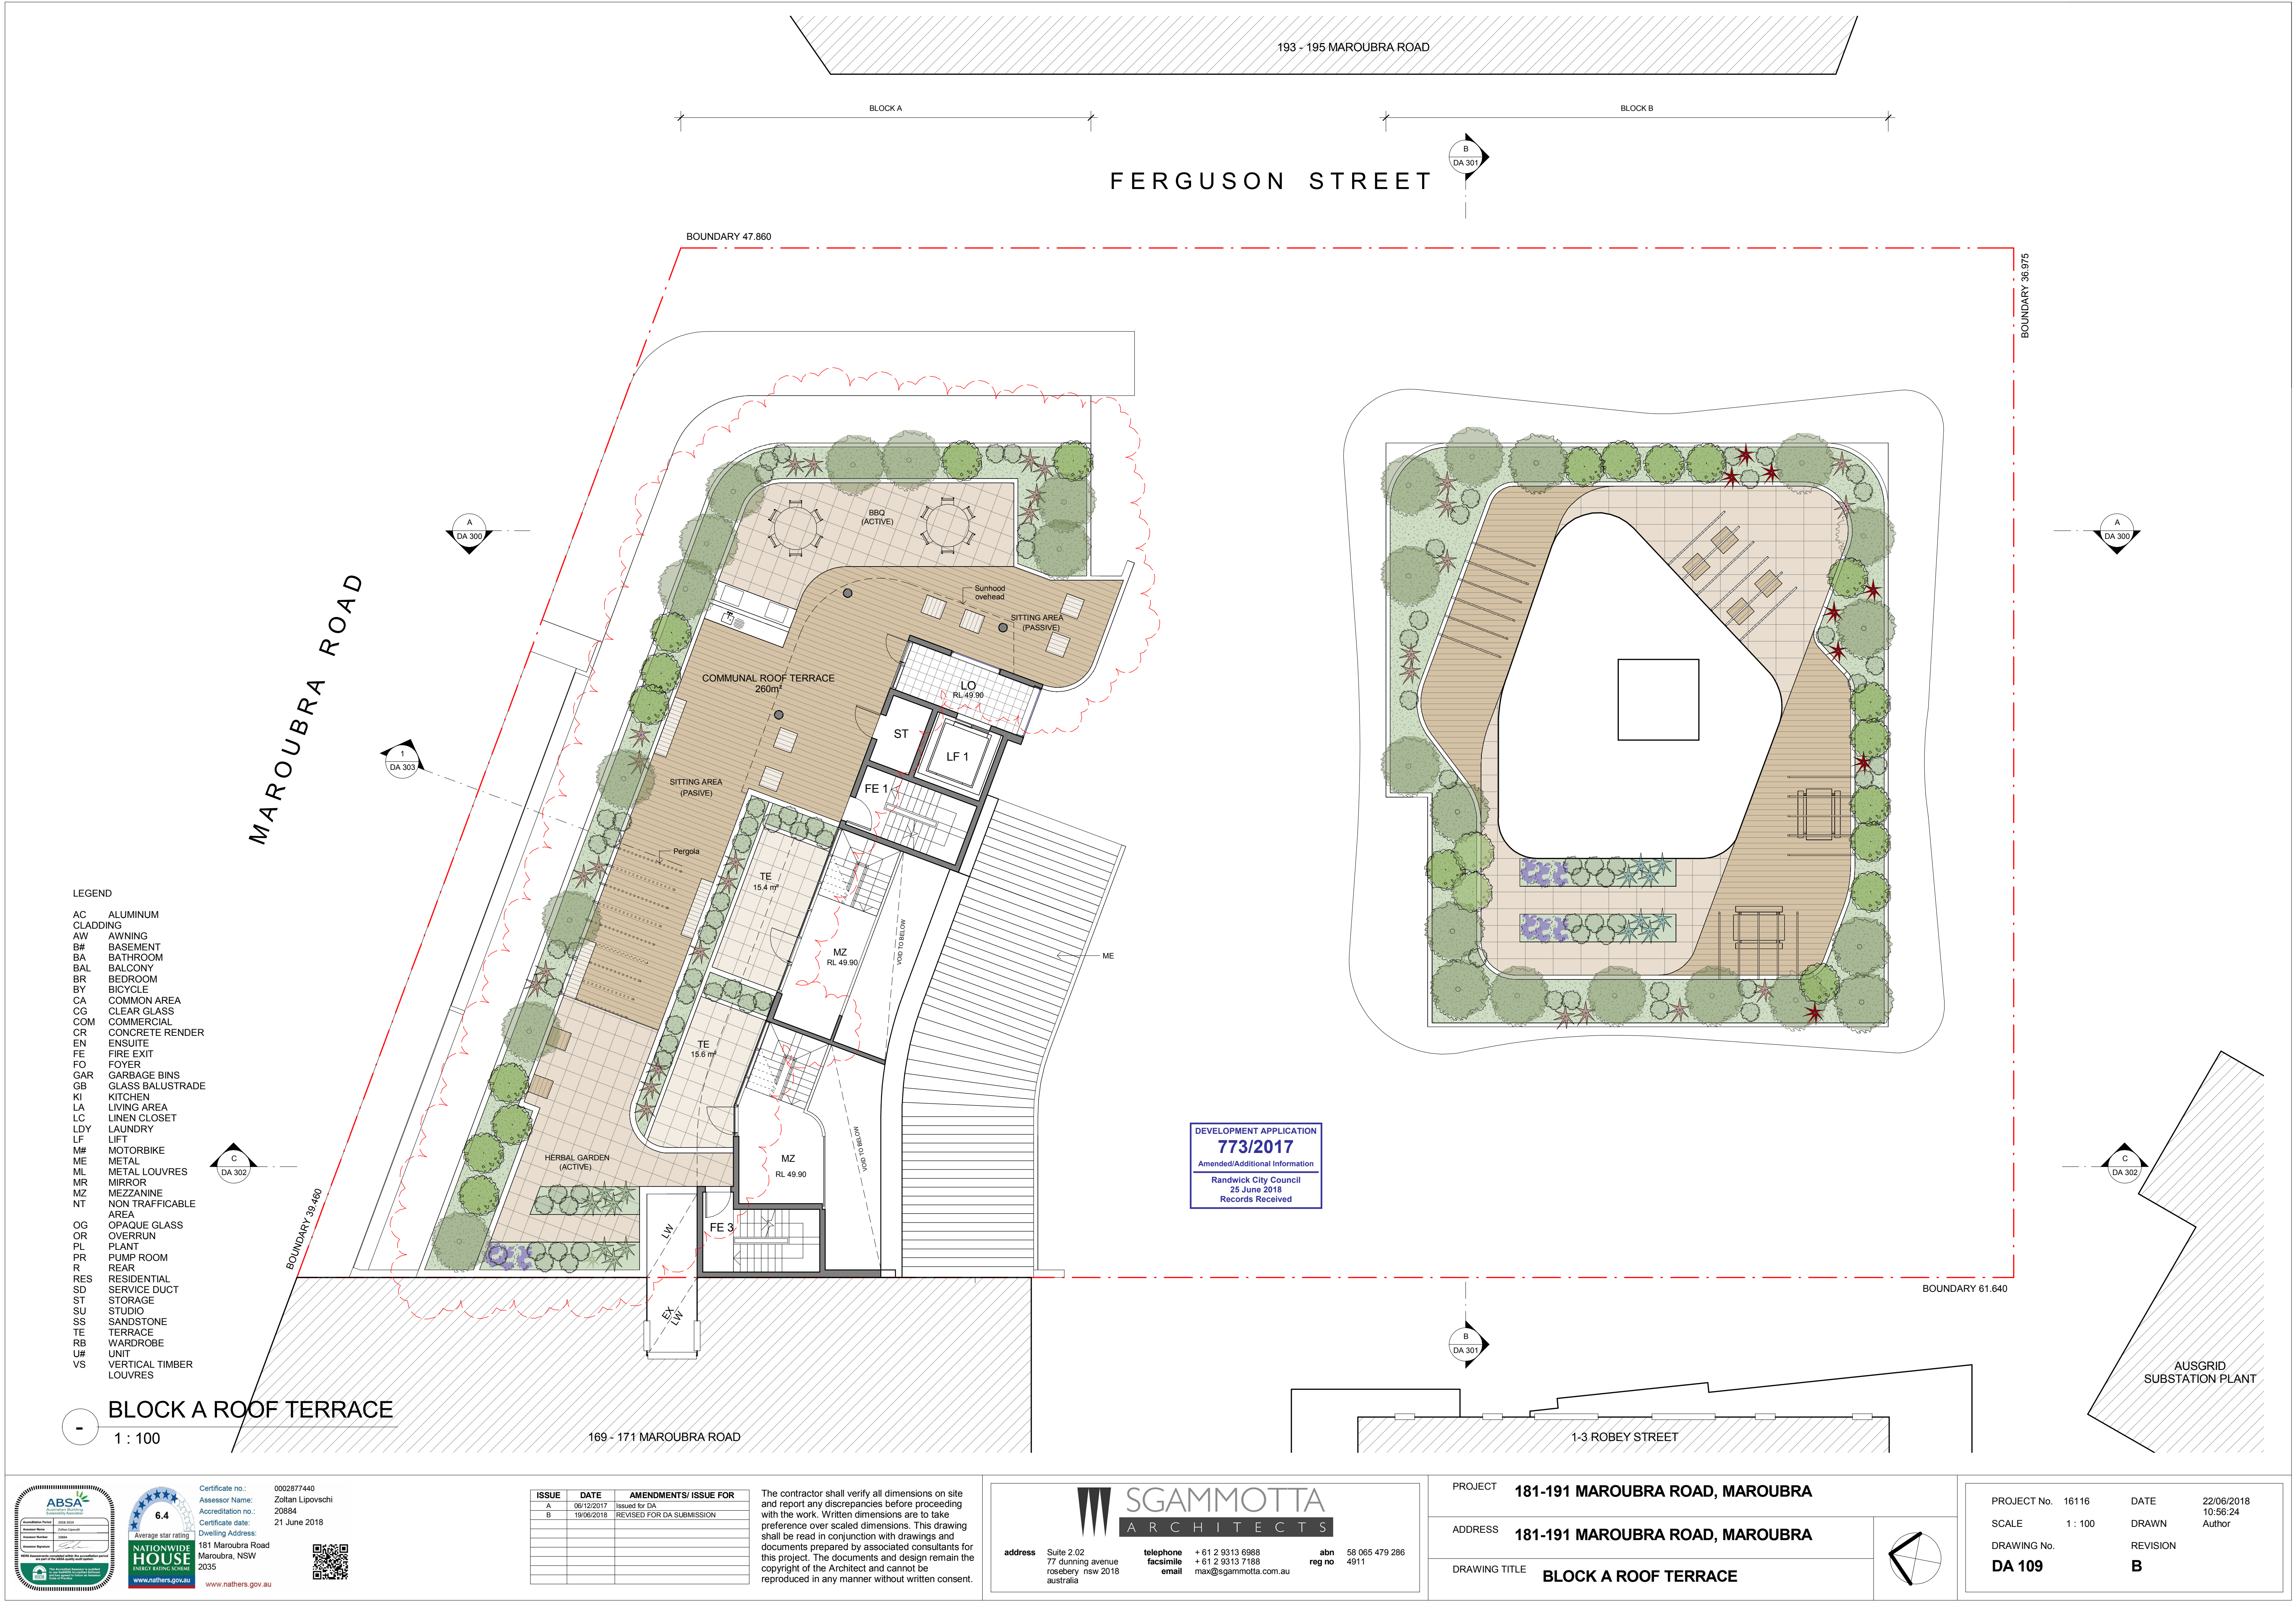 193 - 195 MAROUBRA ROAD
BLOCK A
BLOCK B
B
DA 301
FERGUSON STREET
BOUNDARY 47.860
BOUNDARY 36.975
A
DA 300
A
DA 300
MAROUBRA ROAD
BBQ
(ACTIVE)
Sunhood
ovehead
SITTING AREA
(PASSIVE)
COMMUNAL ROOF TERRACE
260m²
LO
RL 49.90
ST
LF 1
1
DA 303
SITTING AREA
(PASIVE)
FE 1
Pergola
TE
15.4 m²
MZ
RL 49.90
VOID TO BELOW
ME
TE
15.6 m²
MZ
RL 49.90
VOID TO BELOW
HERBAL GARDEN
(ACTIVE)
C
DA 302
C
DA 302
BOUNDARY 39.460
LW
FE 3
EX
LW
BOUNDARY 61.640
B
DA 301
DEVELOPMENT APPLICATION
773/2017
Amended/Additional Information
Randwick City Council
25 June 2018
Records Received
LEGEND
AC ALUMINUM
CLADDING
AW AWNING
B# BASEMENT
BA BATHROOM
BAL BALCONY
BR BEDROOM
BY BICYCLE
CA COMMON AREA
CG CLEAR GLASS
COM COMMERCIAL
CR CONCRETE RENDER
EN ENSUITE
FE FIRE EXIT
FO FOYER
GAR GARBAGE BINS
GB GLASS BALUSTRADE
KI KITCHEN
LA LIVING AREA
LC LINEN CLOSET
LDY LAUNDRY
LF LIFT
M# MOTORBIKE
ME METAL
ML METAL LOUVRES
MR MIRROR
MZ MEZZANINE
NT NON TRAFFICABLE
AREA
OG OPAQUE GLASS
OR OVERRUN
PL PLANT
PR PUMP ROOM
R REAR
RES RESIDENTIAL
SD SERVICE DUCT
ST STORAGE
SU STUDIO
SS SANDSTONE
TE TERRACE
RB WARDROBE
U# UNIT
VS VERTICAL TIMBER
LOUVRES
AUSGRID
SUBSTATION PLANT
- BLOCK A ROOF TERRACE
1 : 100
169 - 171 MAROUBRA ROAD
1-3 ROBEY STREET
ABSA
6.4
Average star rating
NATIONWIDE
HOUSE
ENERGY RATING SCHEME
www.nathers.gov.au
Certificate no.: 0002877440
Assessor Name: Zoltan Lipovschi
Accreditation no.: 20884
Certificate date: 21 June 2018
Dwelling Address:
181 Maroubra Road
Maroubra, NSW
2035
www.nathers.gov.au
ISSUE DATE AMENDMENTS/ ISSUE FOR
A 06/12/2017 Issued for DA
B 19/06/2018 REVISED FOR DA SUBMISSION
The contractor shall verify all dimensions on site
and report any discrepancies before proceeding
with the work. Written dimensions are to take
preference over scaled dimensions. This drawing
shall be read in conjunction with drawings and
documents prepared by associated consultants for
this project. The documents and design remain the
copyright of the Architect and cannot be
reproduced in any manner without written consent.
SGAMMOTTA
ARCHITECTS
address Suite 2.02
77 dunning avenue
rosebery nsw 2018
australia
telephone + 61 2 9313 6988
facsimile + 61 2 9313 7188
email max@sgammotta.com.au
abn 58 065 479 286
reg no 4911
PROJECT 181-191 MAROUBRA ROAD, MAROUBRA
ADDRESS 181-191 MAROUBRA ROAD, MAROUBRA
DRAWING TITLE BLOCK A ROOF TERRACE
PROJECT No. 16116
DATE 22/06/2018
10:56:24
SCALE 1 : 100
DRAWN Author
DRAWING No.
DA 109
REVISION
B